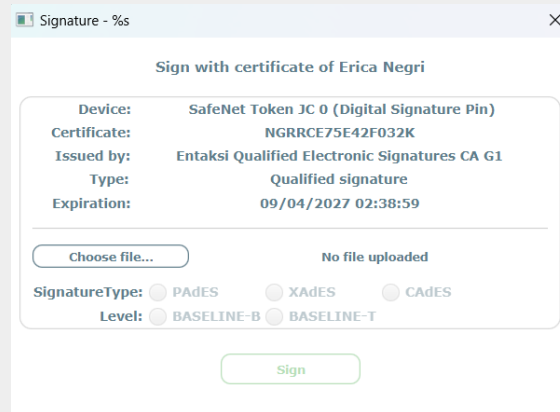 Signature - %s
Sign with certificate of Erica Negri
Device: SafeNet Token JC 0 (Digital Signature Pin)
Certificate: NGRRCE75E42F032K
Issued by: Entaksi Qualified Electronic Signatures CA G1
Type: Qualified signature
Expiration: 09/04/2027 02:38:59
Choose file... No file uploaded
SignatureType: PAdES XAdES CAdES
Level: BASELINE-B BASELINE-T
Sign